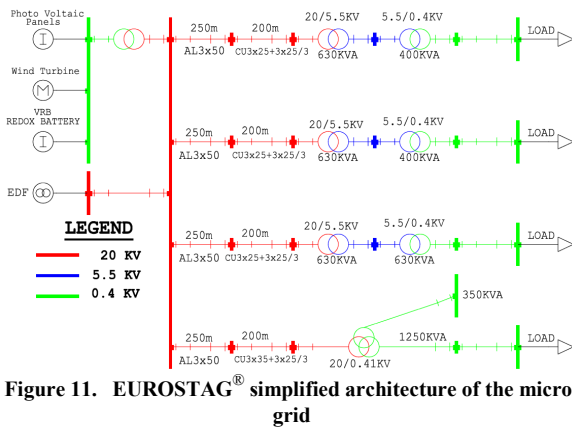 Photo Voltaic
Panels
I
Wind Turbine
M
VRB
REDOX BATTERY
I
EDF
LEGEND
20 KV
5.5 KV
0.4 KV
250m
200m
20/5.5KV
5.5/0.4KV
LOAD
AL3x50
CU3x25+3x25/3
630KVA
400KVA
250m
200m
20/5.5KV
5.5/0.4KV
LOAD
AL3x50
CU3x25+3x25/3
630KVA
400KVA
250m
200m
20/5.5KV
5.5/0.4KV
LOAD
AL3x50
CU3x25+3x25/3
630KVA
630KVA
350KVA
250m
200m
1250KVA
LOAD
AL3x50
CU3x35+3x25/3
20/0.41KV
Figure 11. EUROSTAG® simplified architecture of the micro
grid